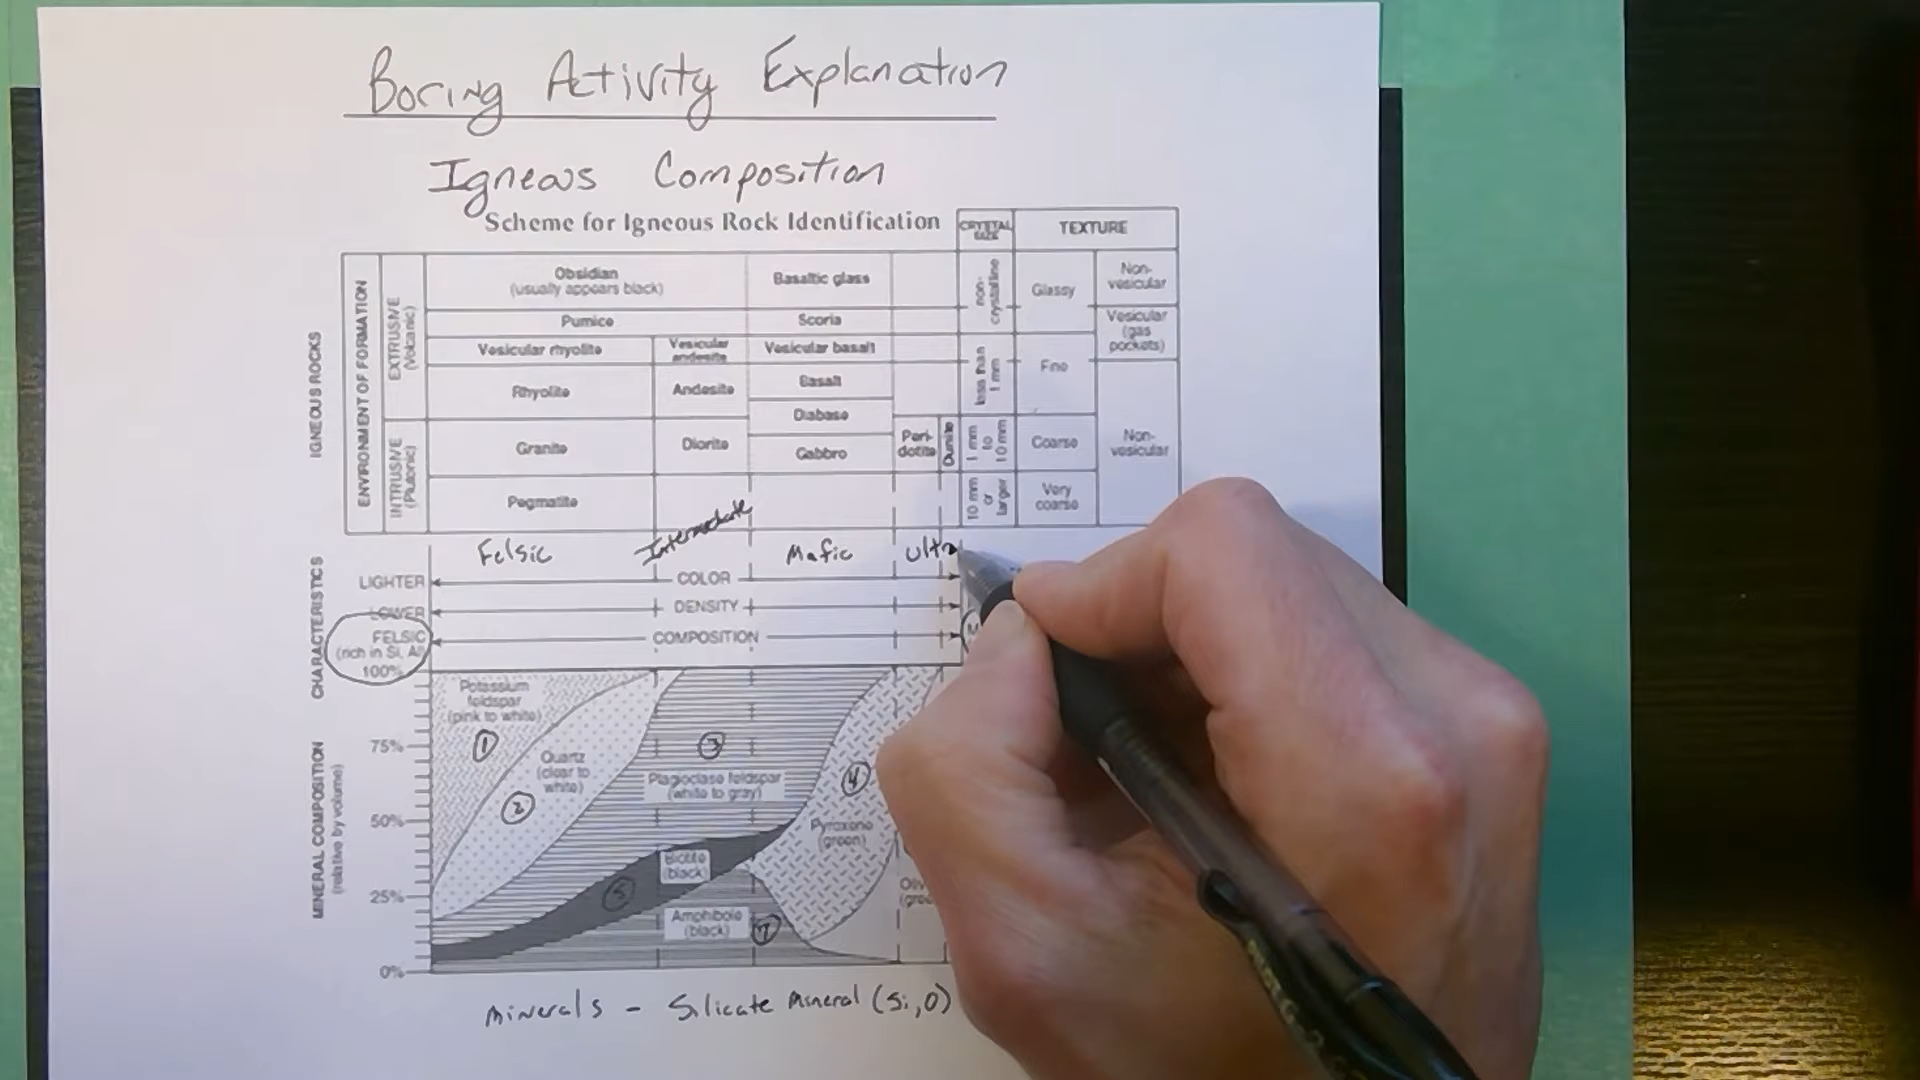 Boring Activity Explanation
Igneous Composition
Scheme for Igneous Rock Identification
CRYSTAL SIZE
TEXTURE
IGNEOUS ROCKS
ENVIRONMENT OF FORMATION
EXTRUSIVE
(Volcanic)
Obsidian
(usually appears black)
Basaltic glass
non-
crystalline
Glassy
Non-
vesicular
Pumice
Scoria
Vesicular
(gas
pockets)
Vesicular rhyolite
Vesicular
andesite
Vesicular basalt
less than
1 mm
Fine
Rhyolite
Andesite
Basalt
Diabase
INTRUSIVE
(Plutonic)
Granite
Diorite
Gabbro
Peri-
dotite
Dunite
1 mm
to
10 mm
Coarse
Non-
vesicular
Pegmatite
10 mm
or
larger
Very
coarse
Felsic Intermediate Mafic Ultra
CHARACTERISTICS
LIGHTER COLOR
LOWER DENSITY
FELSIC COMPOSITION M
(rich in Si, Al)
MINERAL COMPOSITION
(relative by volume)
100%
75%
50%
25%
0%
Potassium
feldspar
(pink to white)
1
Quartz
(clear to
white)
2
3
Plagioclase feldspar
(white to gray)
4
Pyroxene
(green)
Biotite
(black)
5
Amphibole
(black)
7
Oliv
(gree
Minerals - Silicate Mineral (Si, O)